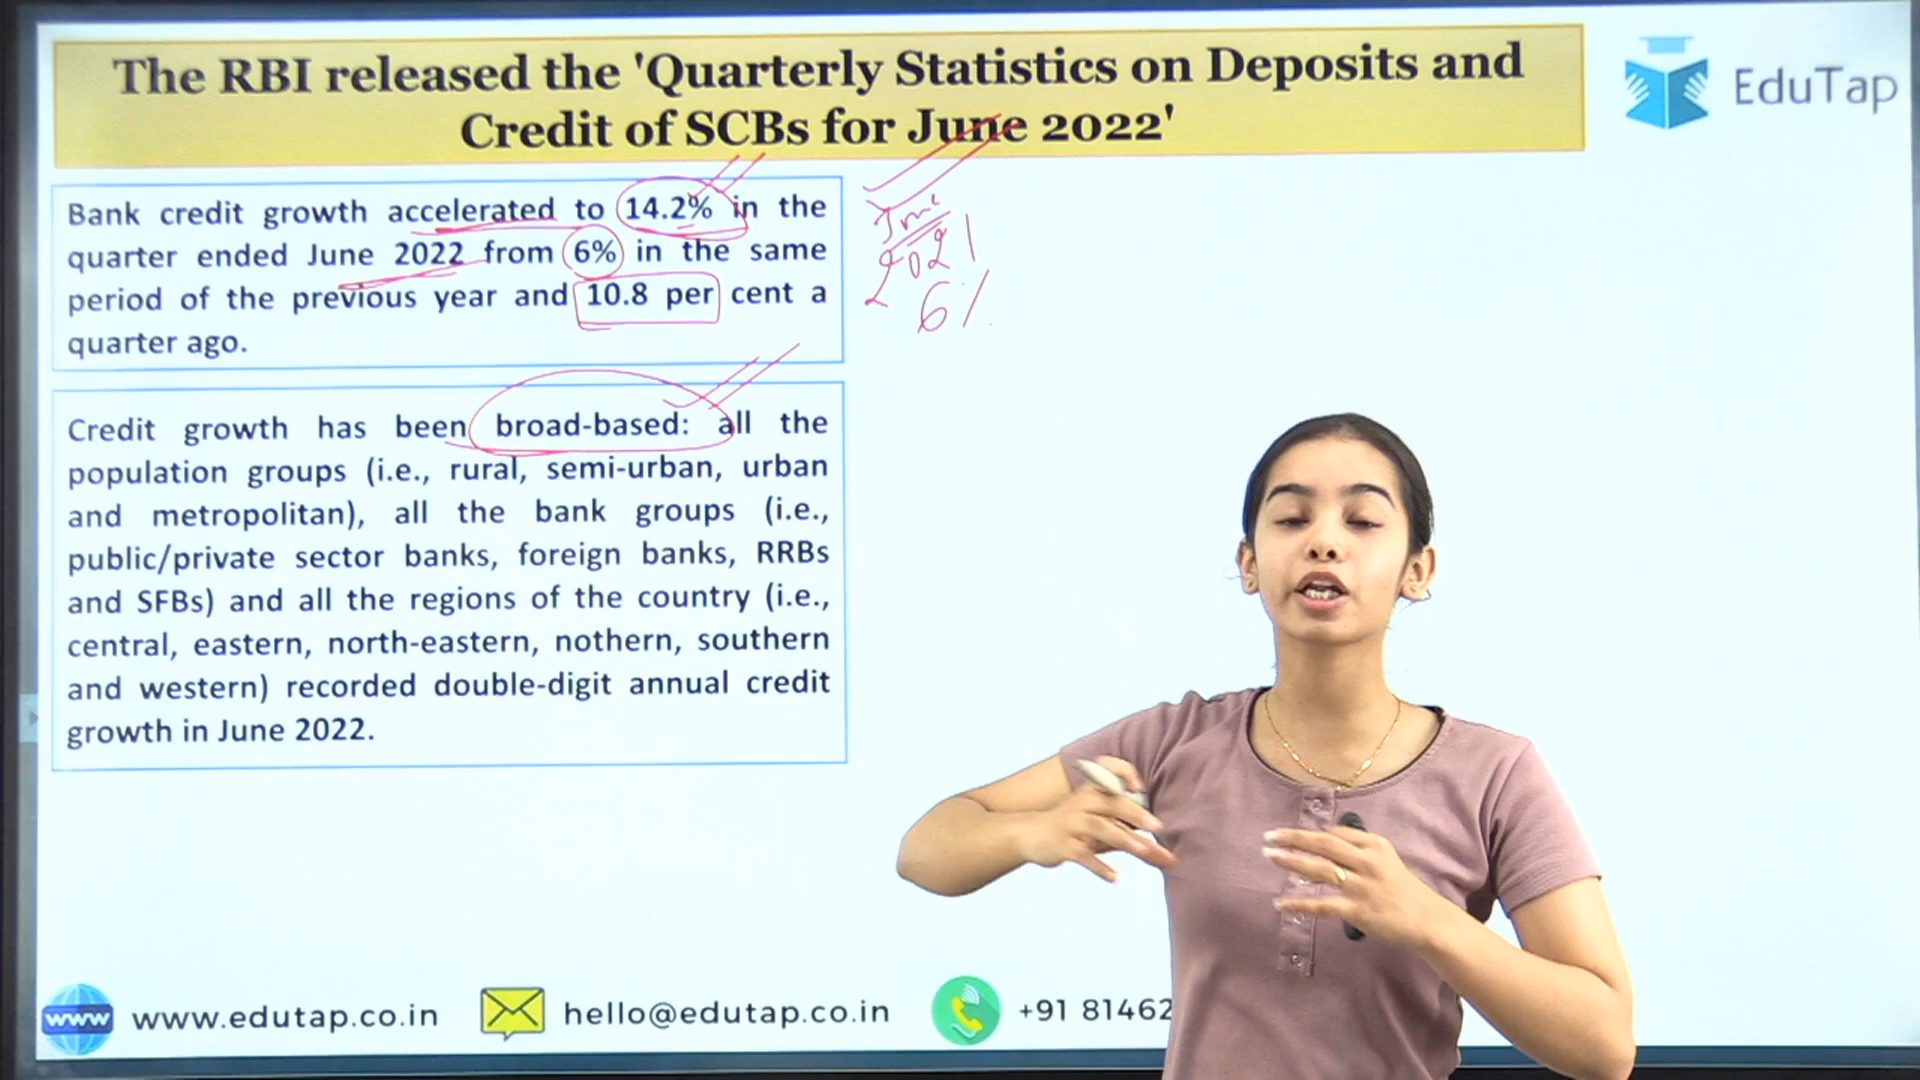 The RBI released the 'Quarterly Statistics on Deposits and
Credit of SCBs for June 2022'
EduTap
Bank credit growth accelerated to 14.2% in the
quarter ended June 2022 from 6% in the same
period of the previous year and 10.8 per cent a
quarter ago.
June
2021
6%
Credit growth has been broad-based: all the
population groups (i.e., rural, semi-urban, urban
and metropolitan), all the bank groups (i.e.,
public/private sector banks, foreign banks, RRBs
and SFBs) and all the regions of the country (i.e.,
central, eastern, north-eastern, nothern, southern
and western) recorded double-digit annual credit
growth in June 2022.
www www.edutap.co.in hello@edutap.co.in +91 81462